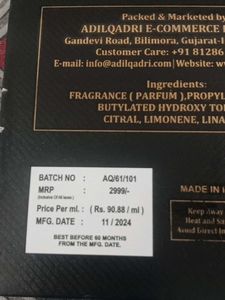 Packed & Marketed by
ADILQADRI E-COMMERCE
Gandevi Road, Bilimora, Gujarat-
Customer Care: +91 81286
E-mail: info@adilqadri.com|Website
Ingredients:
FRAGRANCE ( PARFUM ),PROPYL
BUTYLATED HYDROXY TO
CITRAL, LIMONENE, LINA
BATCH NO : AQ/61/101
MRP : 2999/-
(Inclusive Of All taxes )
Price Per ml. : ( Rs. 90.88 / ml )
MFG. DATE : 11 / 2024
BEST BEFORE 60 MONTHS
FROM THE MFG. DATE.
MADE IN
Keep Away
Heat and
Avoid Direct